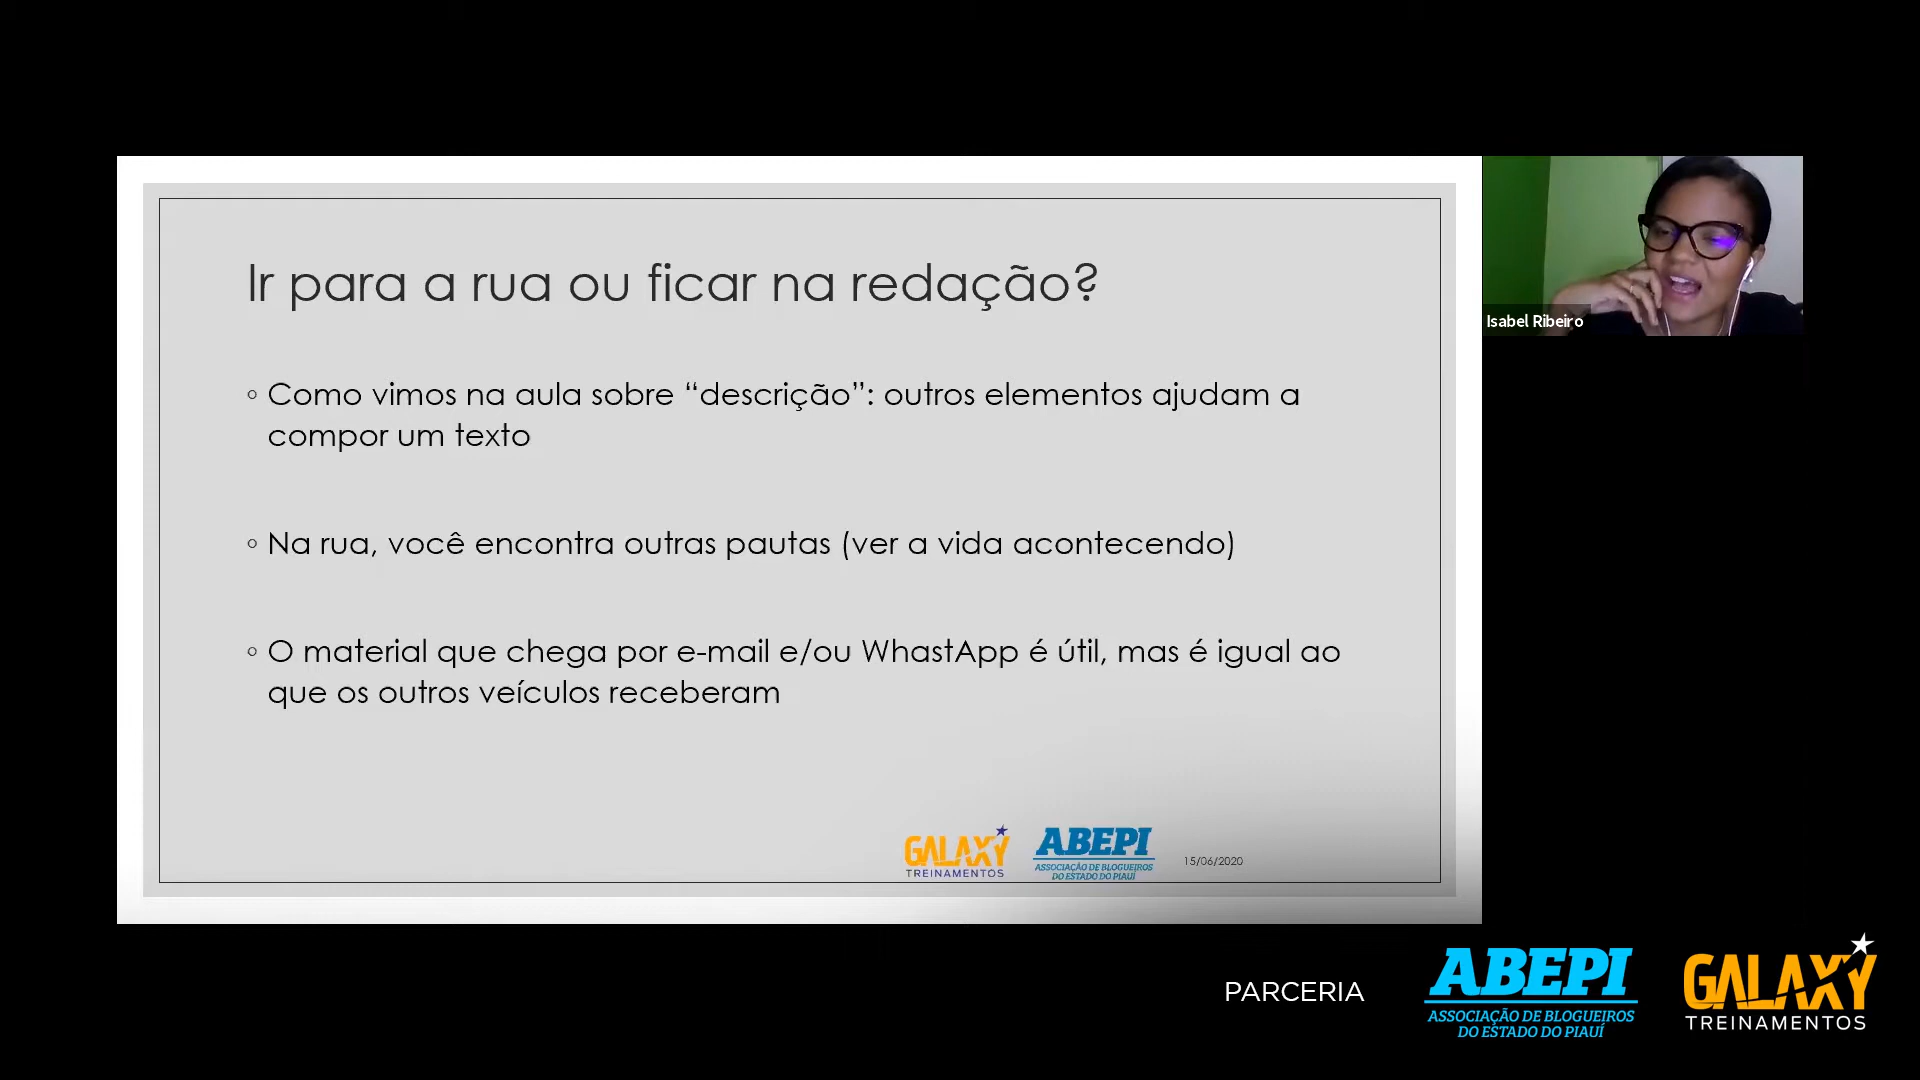 Ir para a rua ou ficar na redação?
◦ Como vimos na aula sobre “descrição”: outros elementos ajudam a
compor um texto
◦ Na rua, você encontra outras pautas (ver a vida acontecendo)
◦ O material que chega por e-mail e/ou WhastApp é útil, mas é igual ao
que os outros veículos receberam
GALAXY
TREINAMENTOS
ABEPI
ASSOCIAÇÃO DE BLOGUEIROS
DO ESTADO DO PIAUÍ
15/06/2020
Isabel Ribeiro
PARCERIA
ABEPI
ASSOCIAÇÃO DE BLOGUEIROS
DO ESTADO DO PIAUÍ
GALAXY
TREINAMENTOS